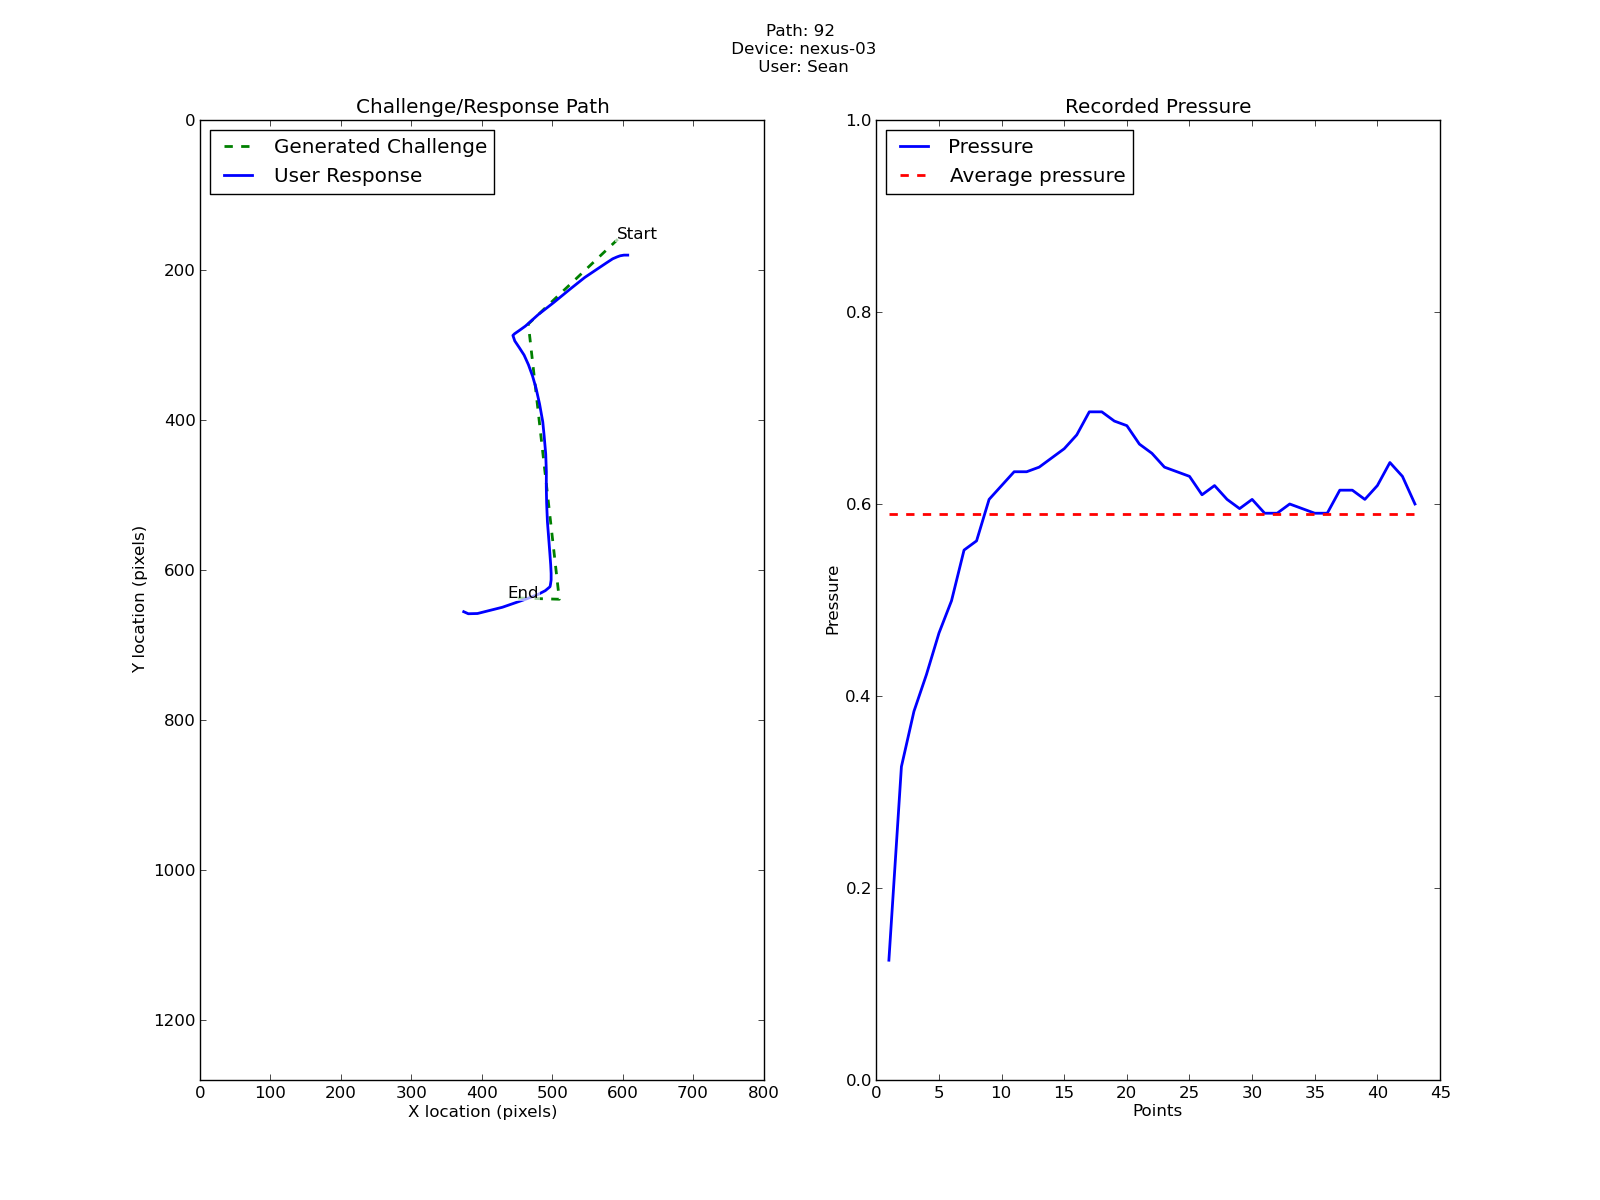 Path: 92
Device: nexus-03
User: Sean
Challenge/Response Path
Generated Challenge
User Response
Start
End
0
200
400
600
800
1000
1200
Y location (pixels)
0 100 200 300 400 500 600 700 800
X location (pixels)
Recorded Pressure
Pressure
Average pressure
1.0
0.8
0.6
0.4
0.2
0.0
Pressure
0 5 10 15 20 25 30 35 40 45
Points